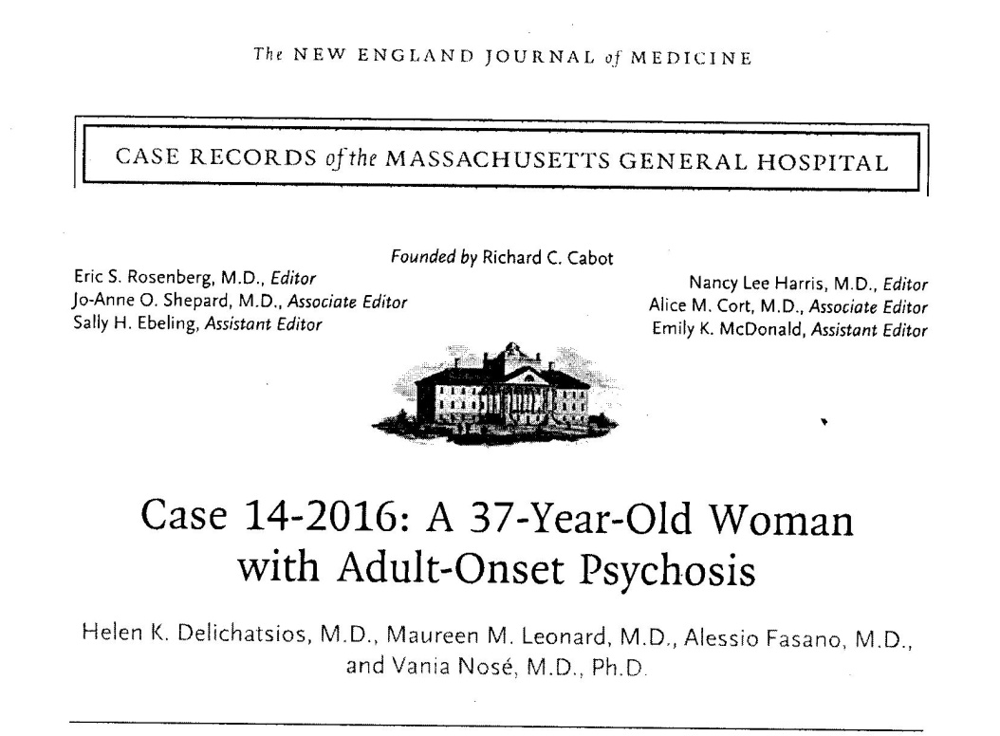 The NEW ENGLAND JOURNAL of MEDICINE
CASE RECORDS of the MASSACHUSETTS GENERAL HOSPITAL
Founded by Richard C. Cabot
Eric S. Rosenberg, M.D., Editor
Jo-Anne O. Shepard, M.D., Associate Editor
Sally H. Ebeling, Assistant Editor
Nancy Lee Harris, M.D., Editor
Alice M. Cort, M.D., Associate Editor
Emily K. McDonald, Assistant Editor
Case 14-2016: A 37-Year-Old Woman
with Adult-Onset Psychosis
Helen K. Delichatsios, M.D., Maureen M. Leonard, M.D., Alessio Fasano, M.D.,
and Vania Nosé, M.D., Ph.D.